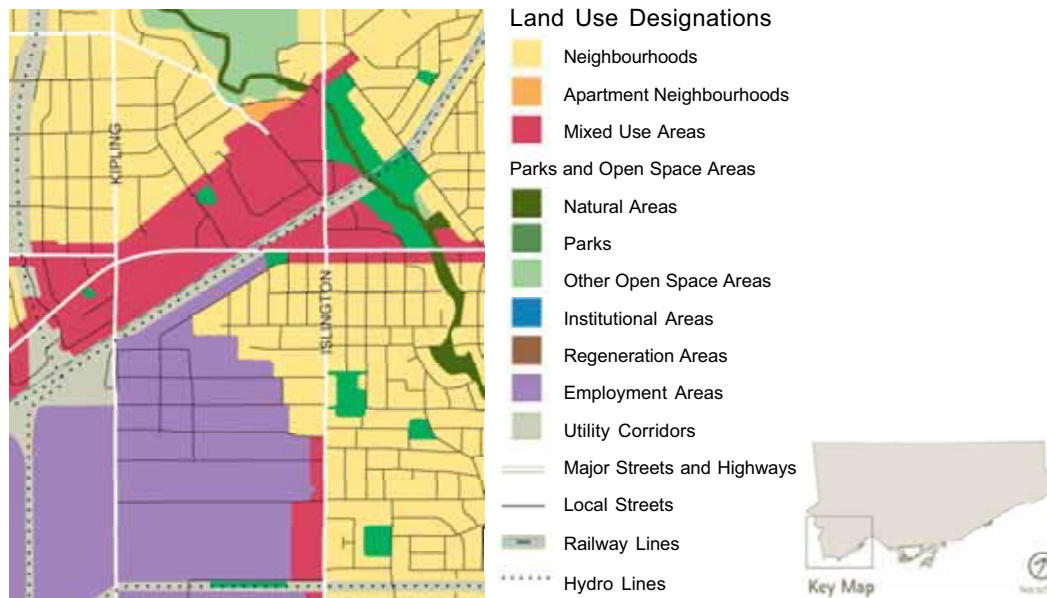 KIPLING
ISLINGTON
Land Use Designations
Neighbourhoods
Apartment Neighbourhoods
Mixed Use Areas
Parks and Open Space Areas
Natural Areas
Parks
Other Open Space Areas
Institutional Areas
Regeneration Areas
Employment Areas
Utility Corridors
Major Streets and Highways
Local Streets
Railway Lines
Hydro Lines
Key Map